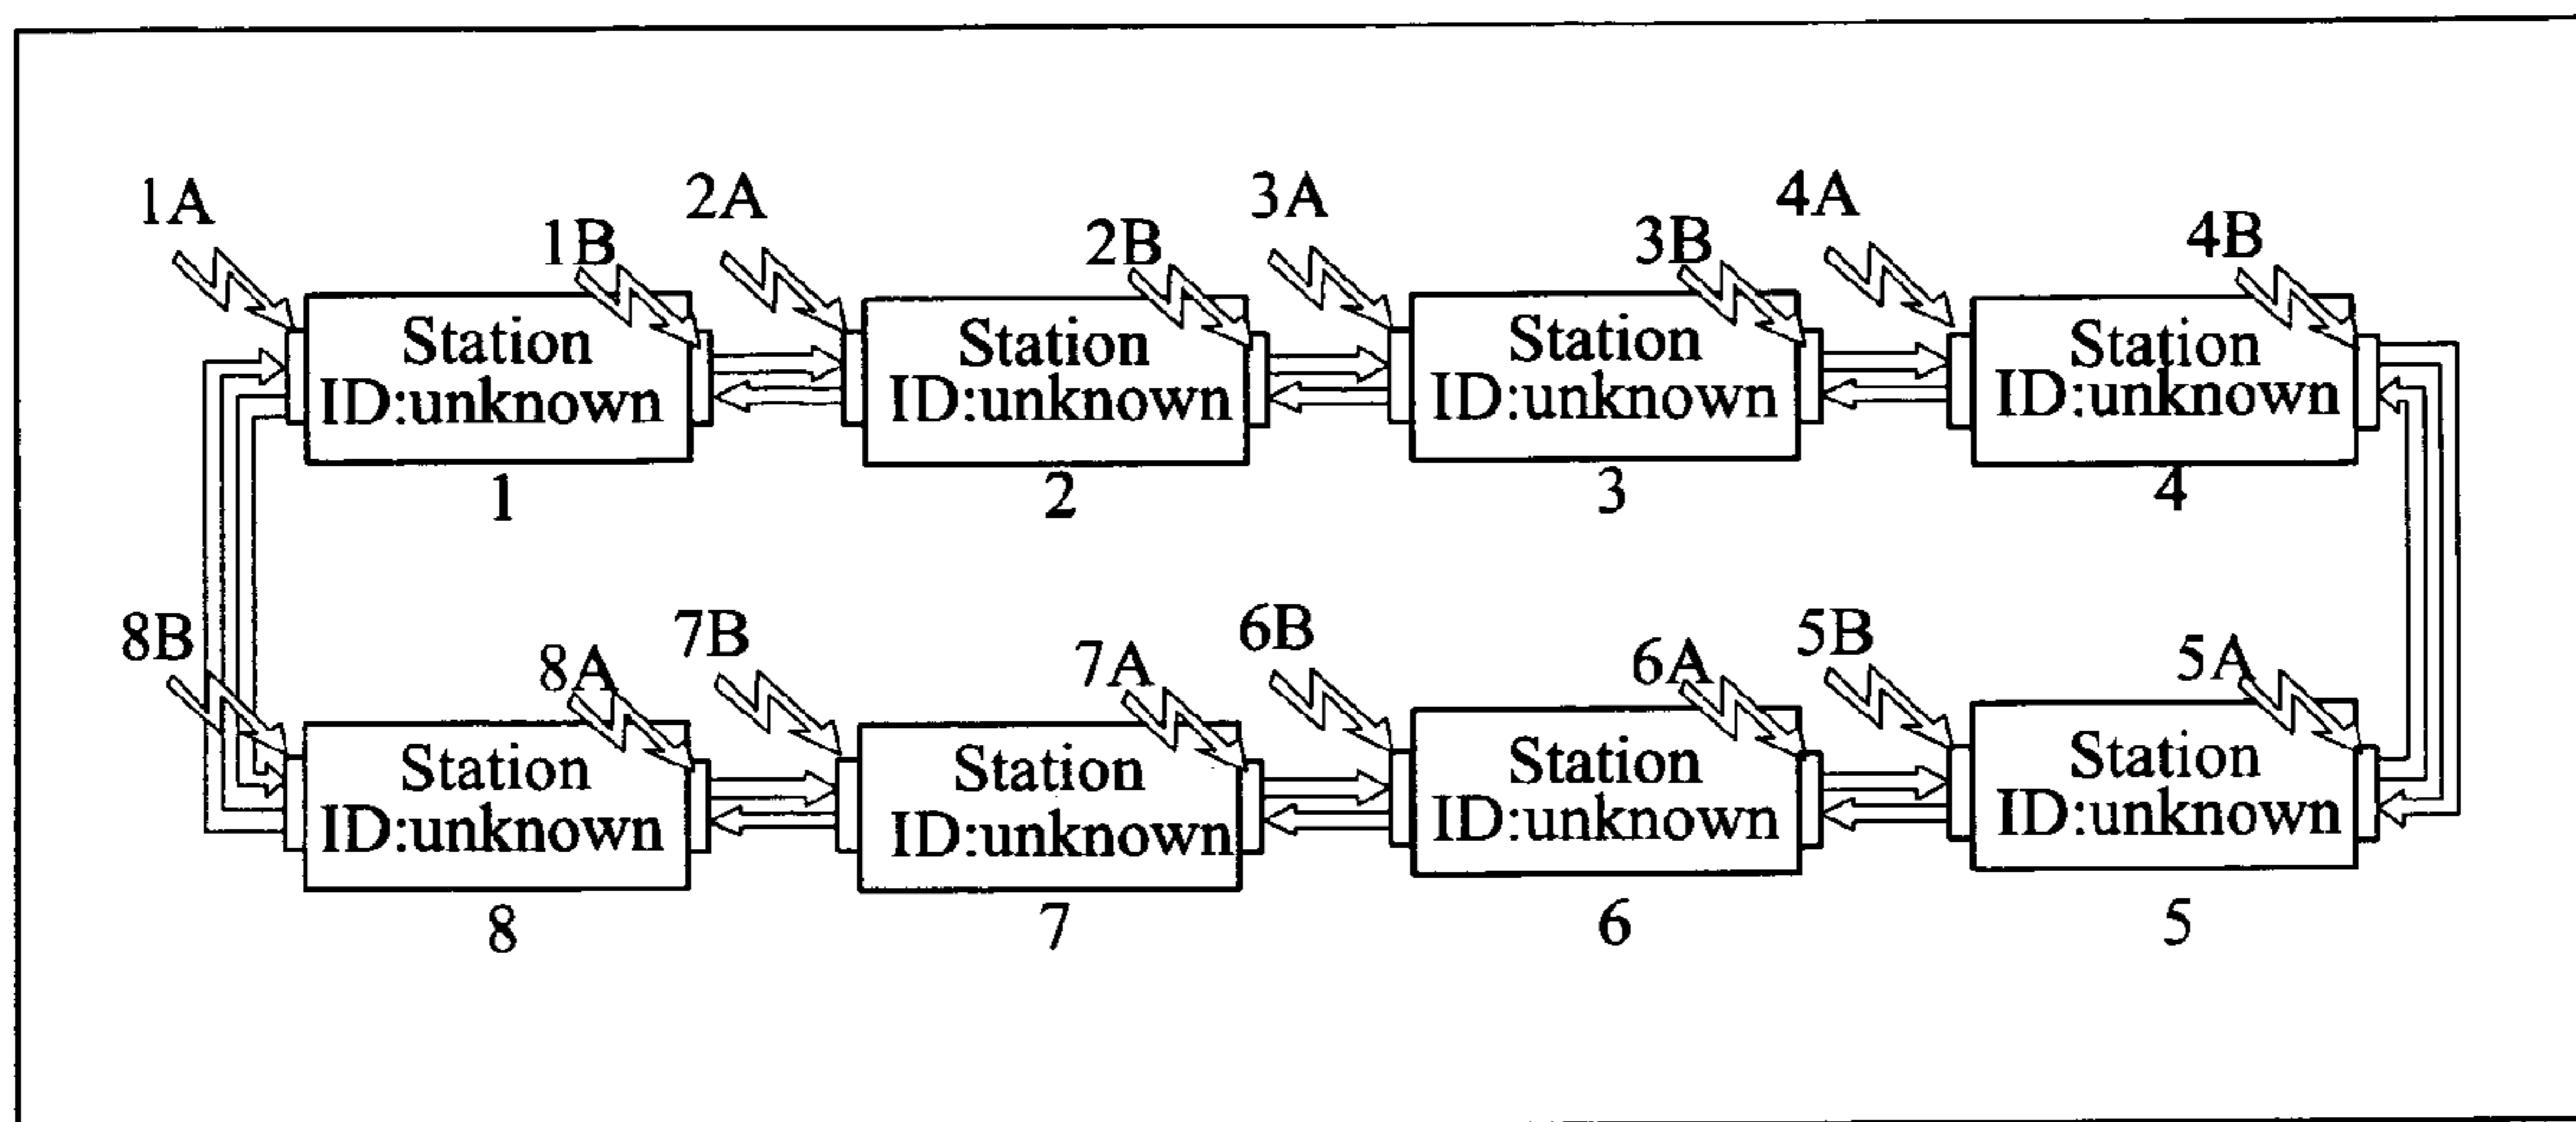 1A 1B 2A 2B 3A 3B 4A 4B
Station Station Station Station
ID:unknown ID:unknown ID:unknown ID:unknown
1 2 3 4
8B 8A 7B 7A 6B 6A 5B 5A
Station Station Station Station
ID:unknown ID:unknown ID:unknown ID:unknown
8 7 6 5